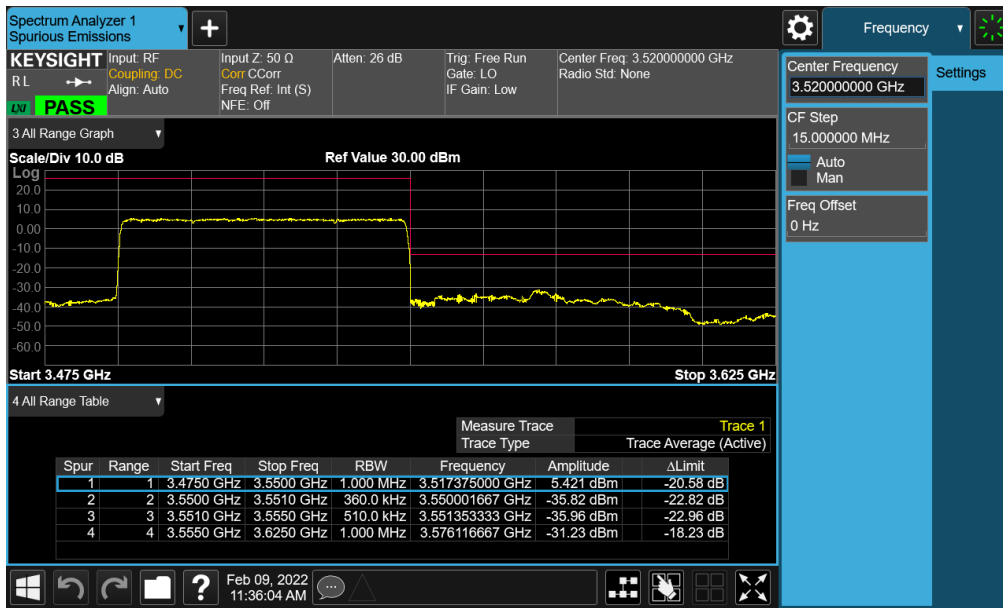 Spectrum Analyzer 1
Spurious Emissions
+
Frequency
KEYSIGHT
R L
LXI
PASS
Input: RF
Coupling: DC
Align: Auto
Input Z: 50 Ω
Corr CCorr
Freq Ref: Int (S)
NFE: Off
Atten: 26 dB
Trig: Free Run
Gate: LO
IF Gain: Low
Center Freq: 3.520000000 GHz
Radio Std: None
Center Frequency
3.520000000 GHz
Settings
CF Step
15.000000 MHz
Auto
Man
Freq Offset
0 Hz
3 All Range Graph
Scale/Div 10.0 dB
Ref Value 30.00 dBm
Log
20.0
10.0
0.00
-10.0
-20.0
-30.0
-40.0
-50.0
-60.0
Start 3.475 GHz
Stop 3.625 GHz
4 All Range Table
Measure Trace Trace 1
Trace Type Trace Average (Active)
Spur Range Start Freq Stop Freq RBW Frequency Amplitude ΔLimit
1 1 3.4750 GHz 3.5500 GHz 1.000 MHz 3.517375000 GHz 5.421 dBm -20.58 dB
2 2 3.5500 GHz 3.5510 GHz 360.0 kHz 3.550001667 GHz -35.82 dBm -22.82 dB
3 3 3.5510 GHz 3.5550 GHz 510.0 kHz 3.551353333 GHz -35.96 dBm -22.96 dB
4 4 3.5550 GHz 3.6250 GHz 1.000 MHz 3.576116667 GHz -31.23 dBm -18.23 dB
?
Feb 09, 2022
11:36:04 AM